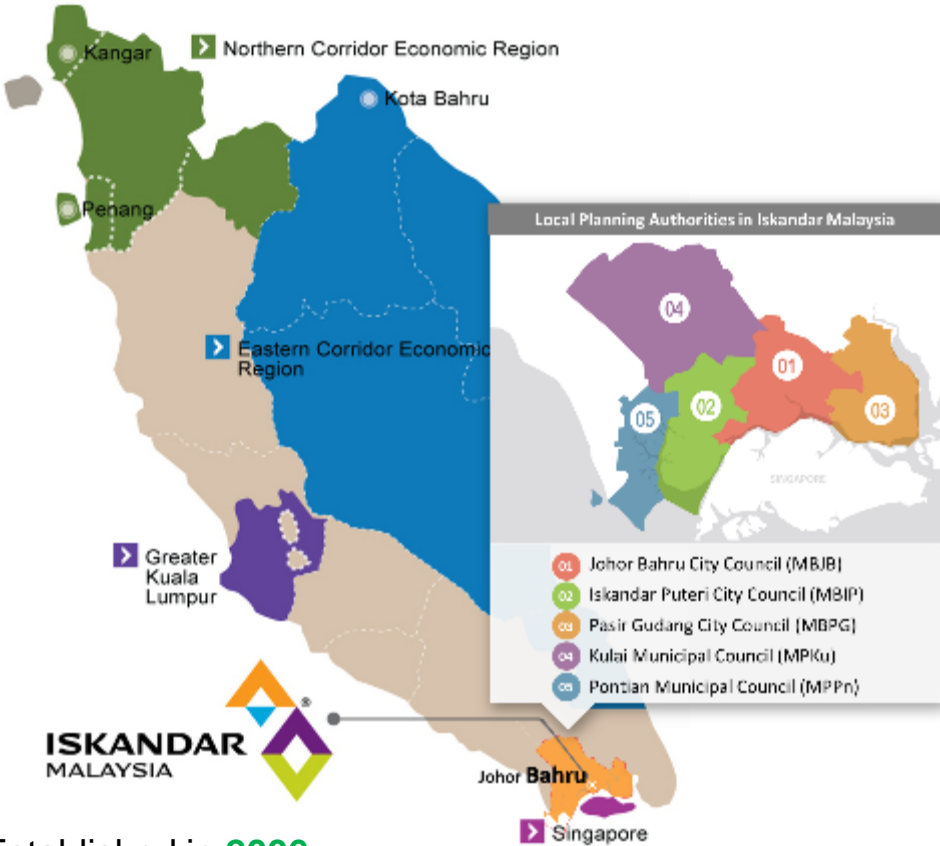 Kangar
Northern Corridor Economic Region
Kota Bahru
Penang
Local Planning Authorities in Iskandar Malaysia
04
01
02
03
05
SINGAPORE
Eastern Corridor Economic
Region
Greater
Kuala
Lumpur
01 Johor Bahru City Council (MBJB)
02 Iskandar Puteri City Council (MBIP)
03 Pasir Gudang City Council (MBPG)
04 Kulai Municipal Council (MPKu)
05 Pontian Municipal Council (MPPn)
ISKANDAR ®
MALAYSIA
Johor Bahru
Singapore